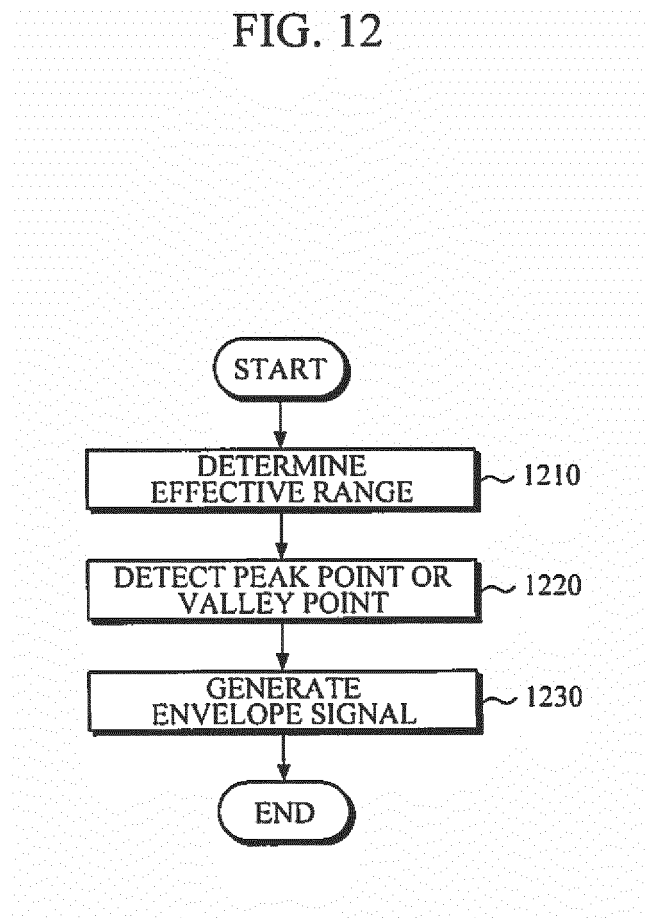 FIG. 12
START
DETERMINE
EFFECTIVE RANGE
1210
DETECT PEAK POINT OR
VALLEY POINT
1220
GENERATE
ENVELOPE SIGNAL
1230
END